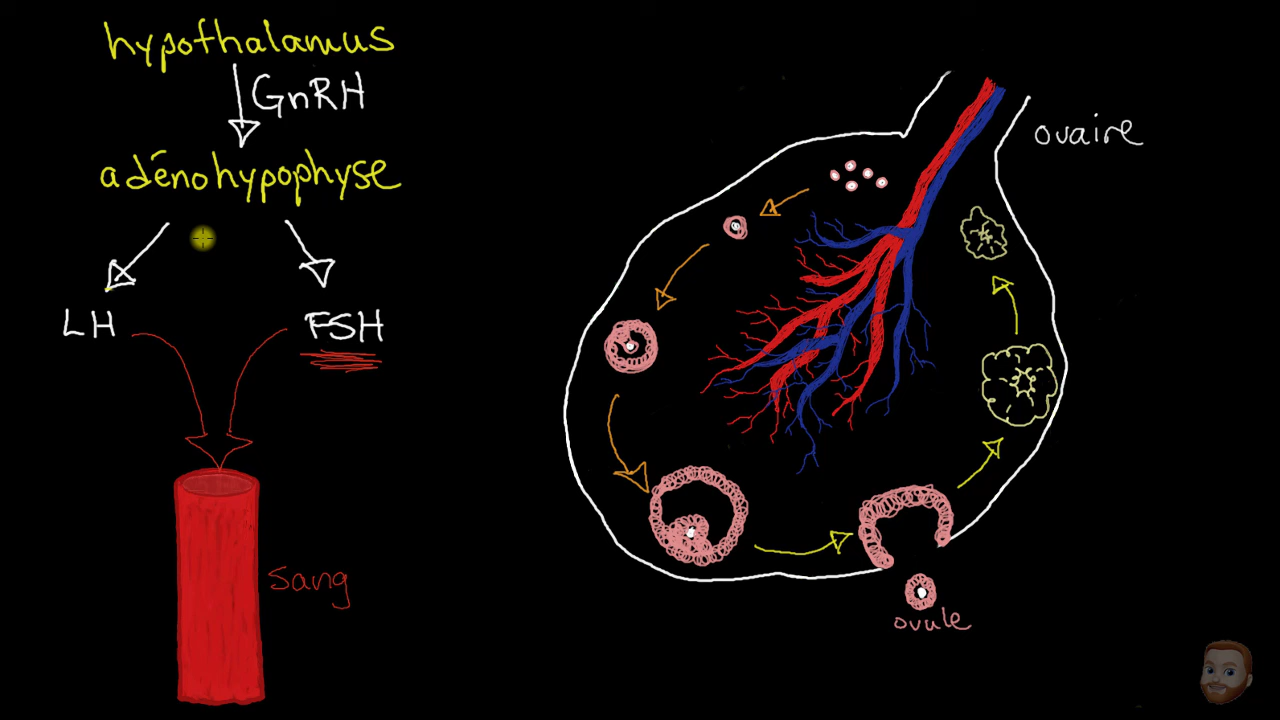 hypothalamus
GnRH
adénohypophyse
LH
FSH
sang
ovaire
ovule